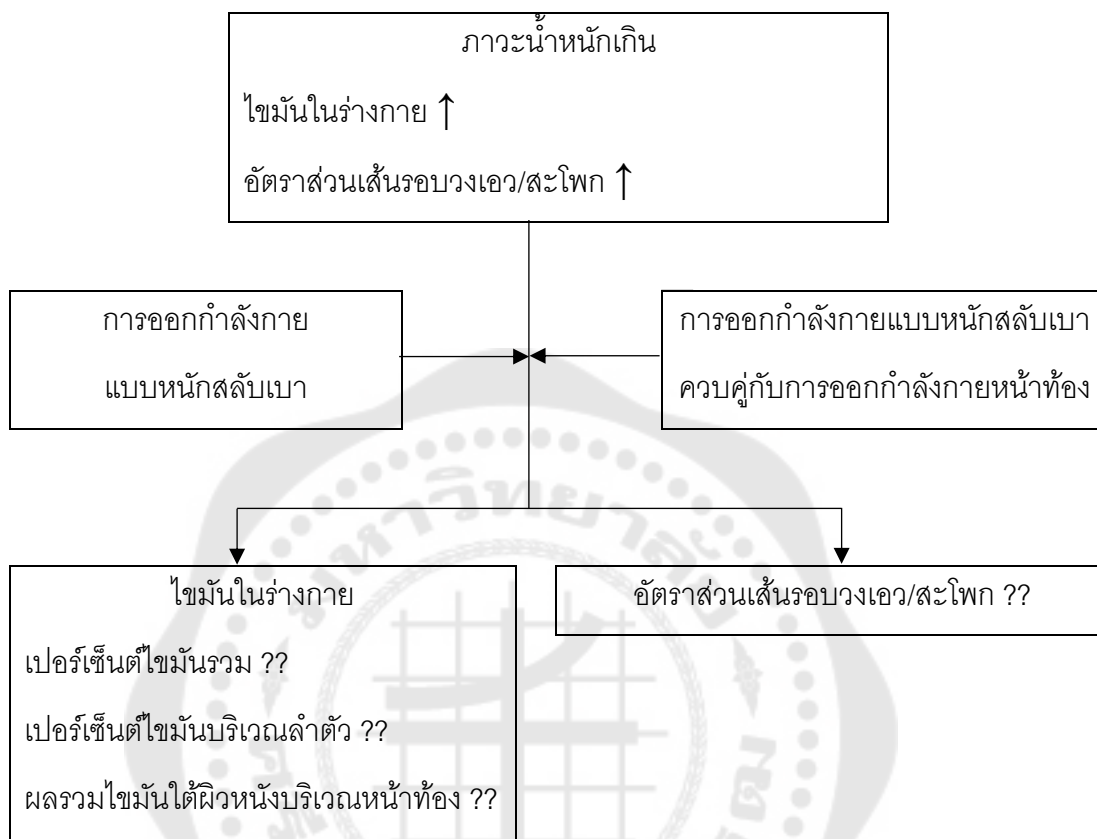 ภาวะน้ำหนักเกิน
ไขมันในร่างกาย ↑
อัตราส่วนเส้นรอบวงเอว/สะโพก ↑
การออกกำลังกาย
แบบหนักสลับเบา
การออกกำลังกายแบบหนักสลับเบา
ควบคู่กับการออกกำลังกายหน้าท้อง
ไขมันในร่างกาย
เปอร์เซ็นต์ไขมันรวม ??
เปอร์เซ็นต์ไขมันบริเวณลำตัว ??
ผลรวมไขมันใต้ผิวหนังบริเวณหน้าท้อง ??
อัตราส่วนเส้นรอบวงเอว/สะโพก ??